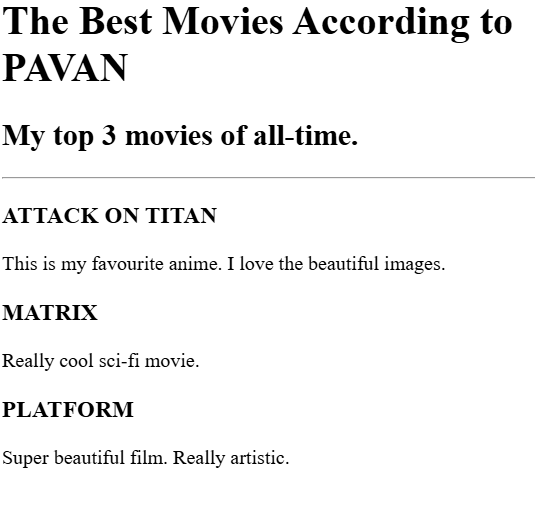 The Best Movies According to
PAVAN
My top 3 movies of all-time.
ATTACK ON TITAN
This is my favourite anime. I love the beautiful images.
MATRIX
Really cool sci-fi movie.
PLATFORM
Super beautiful film. Really artistic.